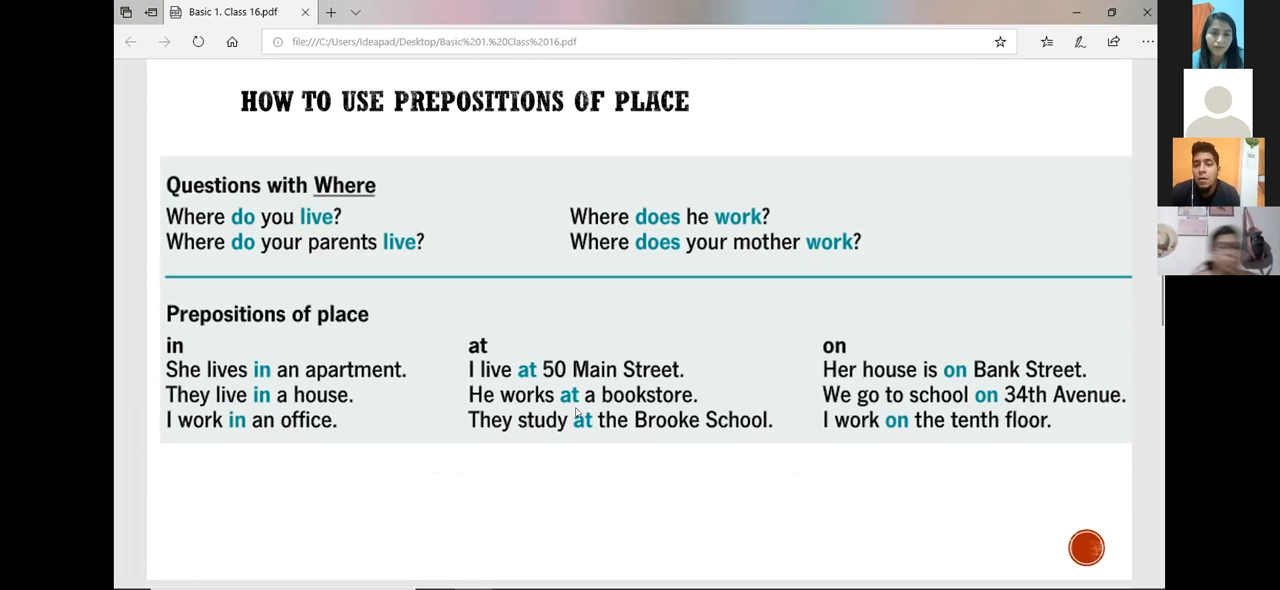 Basic 1. Class 16.pdf
file:///C:/Users/Ideapad/Desktop/Basic%201.%20Class%2016.pdf
HOW TO USE PREPOSITIONS OF PLACE
Questions with Where
Where do you live?
Where do your parents live?
Where does he work?
Where does your mother work?
Prepositions of place
in
She lives in an apartment.
They live in a house.
I work in an office.
at
I live at 50 Main Street.
He works at a bookstore.
They study at the Brooke School.
on
Her house is on Bank Street.
We go to school on 34th Avenue.
I work on the tenth floor.